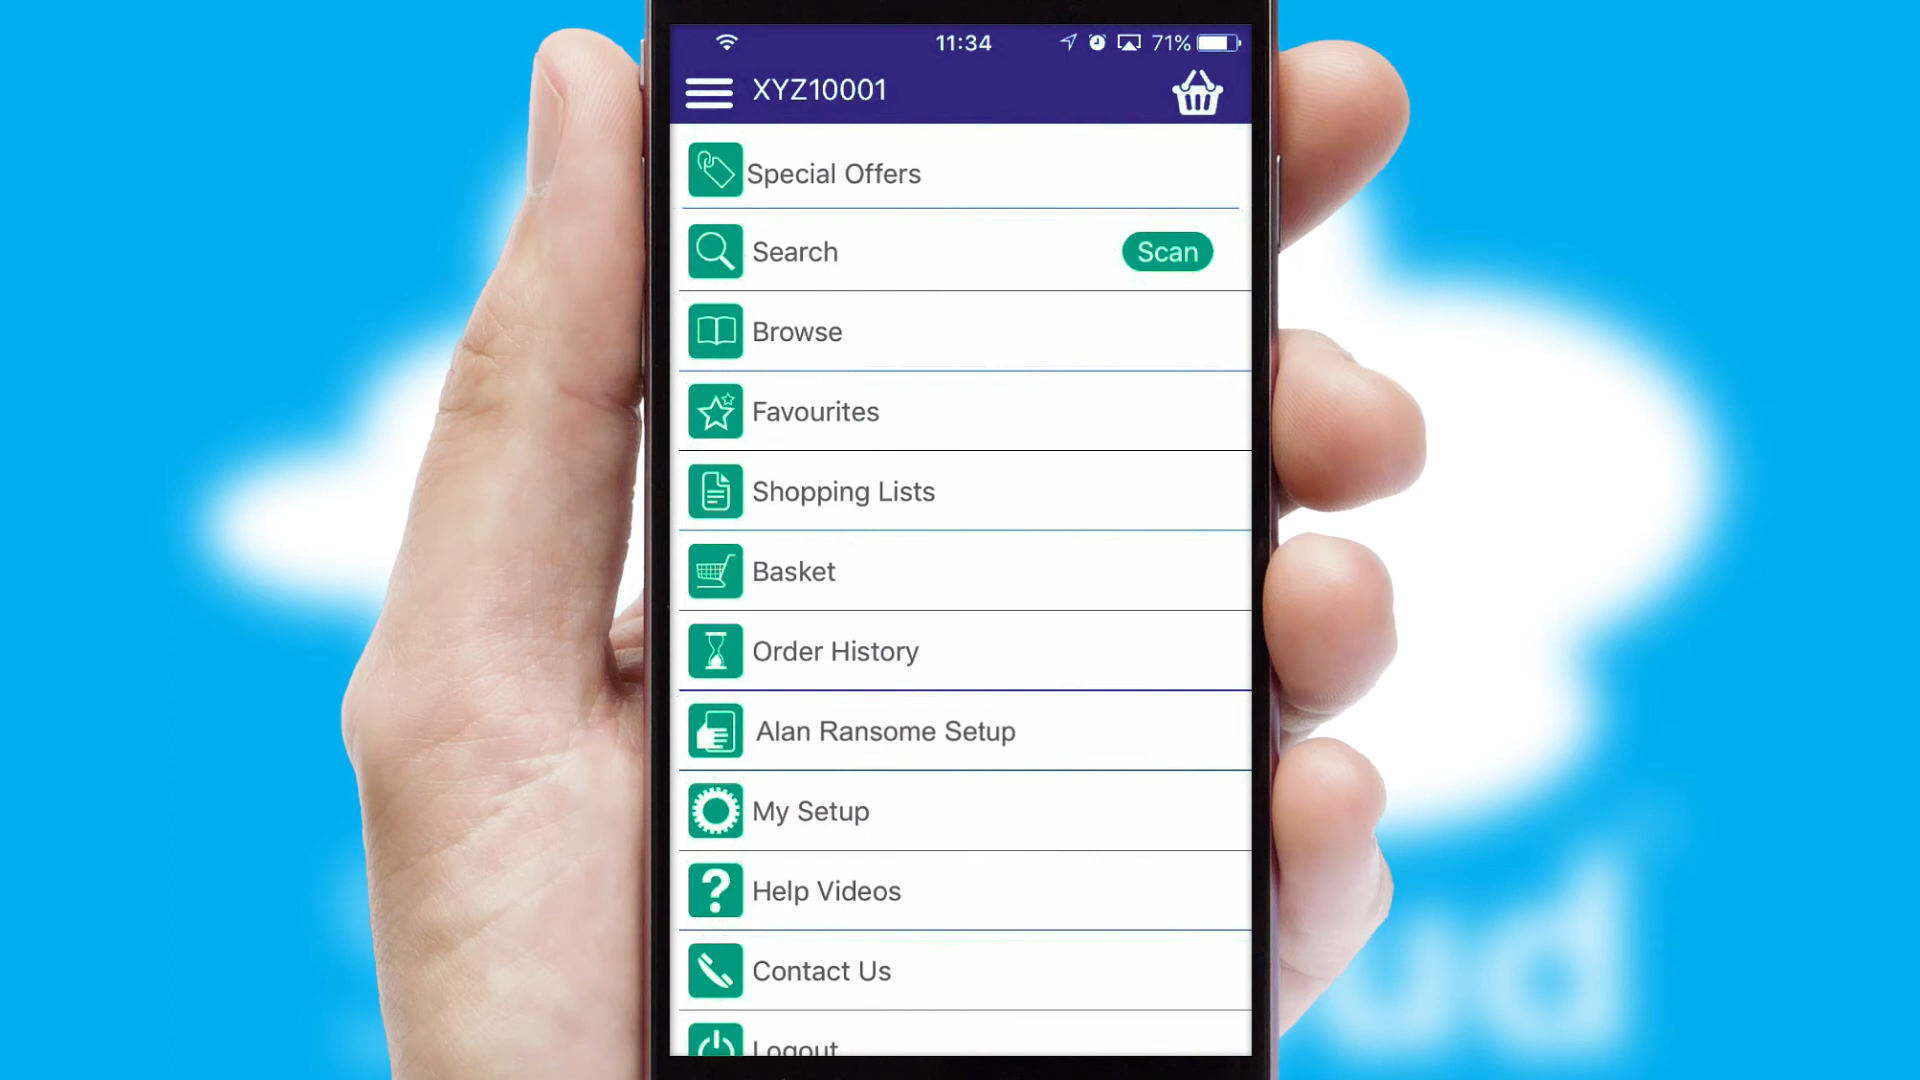 11:34 71%
XYZ10001
Special Offers
Search Scan
Browse
Favourites
Shopping Lists
Basket
Order History
Alan Ransome Setup
My Setup
Help Videos
Contact Us
Logout